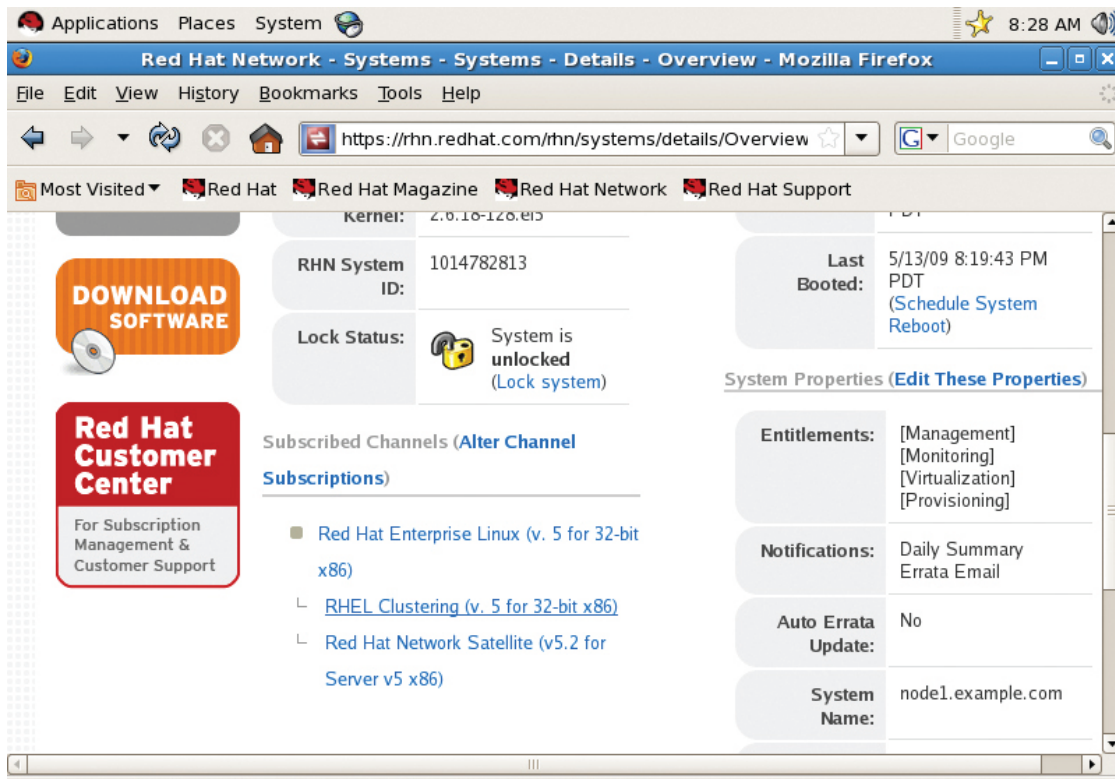 Applications Places System 8:28 AM
Red Hat Network - Systems - Systems - Details - Overview - Mozilla Firefox
File Edit View History Bookmarks Tools Help
https://rhn.redhat.com/rhn/systems/details/Overview G Google
Most Visited Red Hat Red Hat Magazine Red Hat Network Red Hat Support
DOWNLOAD
SOFTWARE
Red Hat
Customer
Center
For Subscription
Management &
Customer Support
Kernel: 2.6.18-128.el5
RHN System
ID:
1014782813
Lock Status:
System is
unlocked
(Lock system)
Subscribed Channels (Alter Channel
Subscriptions)
Red Hat Enterprise Linux (v. 5 for 32-bit
x86)
RHEL Clustering (v. 5 for 32-bit x86)
Red Hat Network Satellite (v5.2 for
Server v5 x86)
PDT
Last
Booted:
5/13/09 8:19:43 PM
PDT
(Schedule System
Reboot)
System Properties (Edit These Properties)
Entitlements:
[Management]
[Monitoring]
[Virtualization]
[Provisioning]
Notifications:
Daily Summary
Errata Email
Auto Errata
Update:
No
System
Name:
node1.example.com